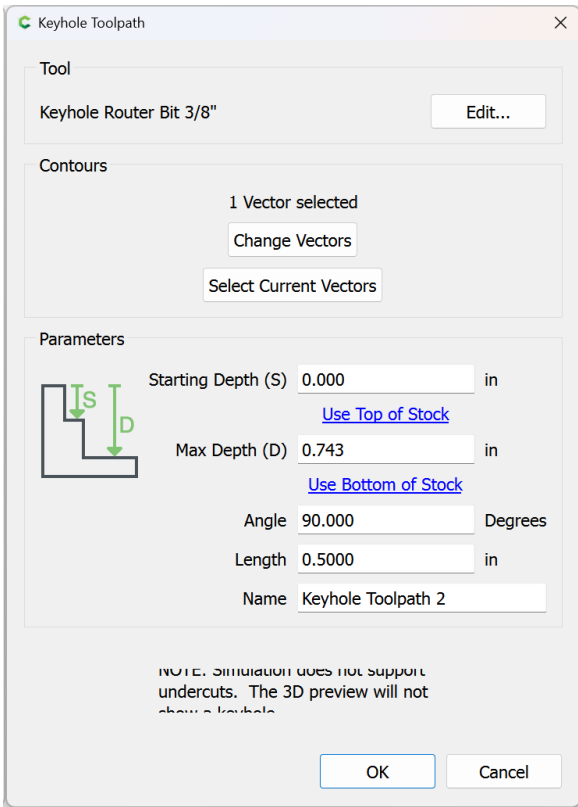 Keyhole Toolpath
Tool
Keyhole Router Bit 3/8"
Edit...
Contours
1 Vector selected
Change Vectors
Select Current Vectors
Parameters
S
D
Starting Depth (S) 0.000 in
Use Top of Stock
Max Depth (D) 0.743 in
Use Bottom of Stock
Angle 90.000 Degrees
Length 0.5000 in
Name Keyhole Toolpath 2
NOTE: Simulation does not support
undercuts. The 3D preview will not
show a keyhole
OK
Cancel